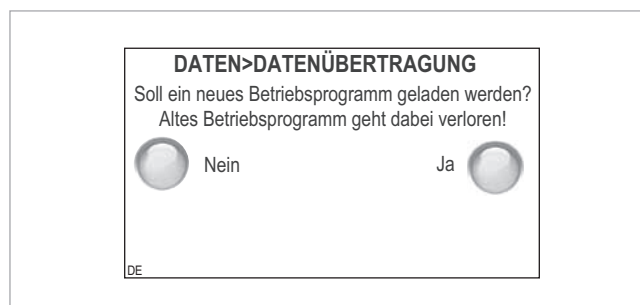 DATEN>DATENÜBERTRAGUNG
Soll ein neues Betriebsprogramm geladen werden?
Altes Betriebsprogramm geht dabei verloren!
Nein Ja
DE